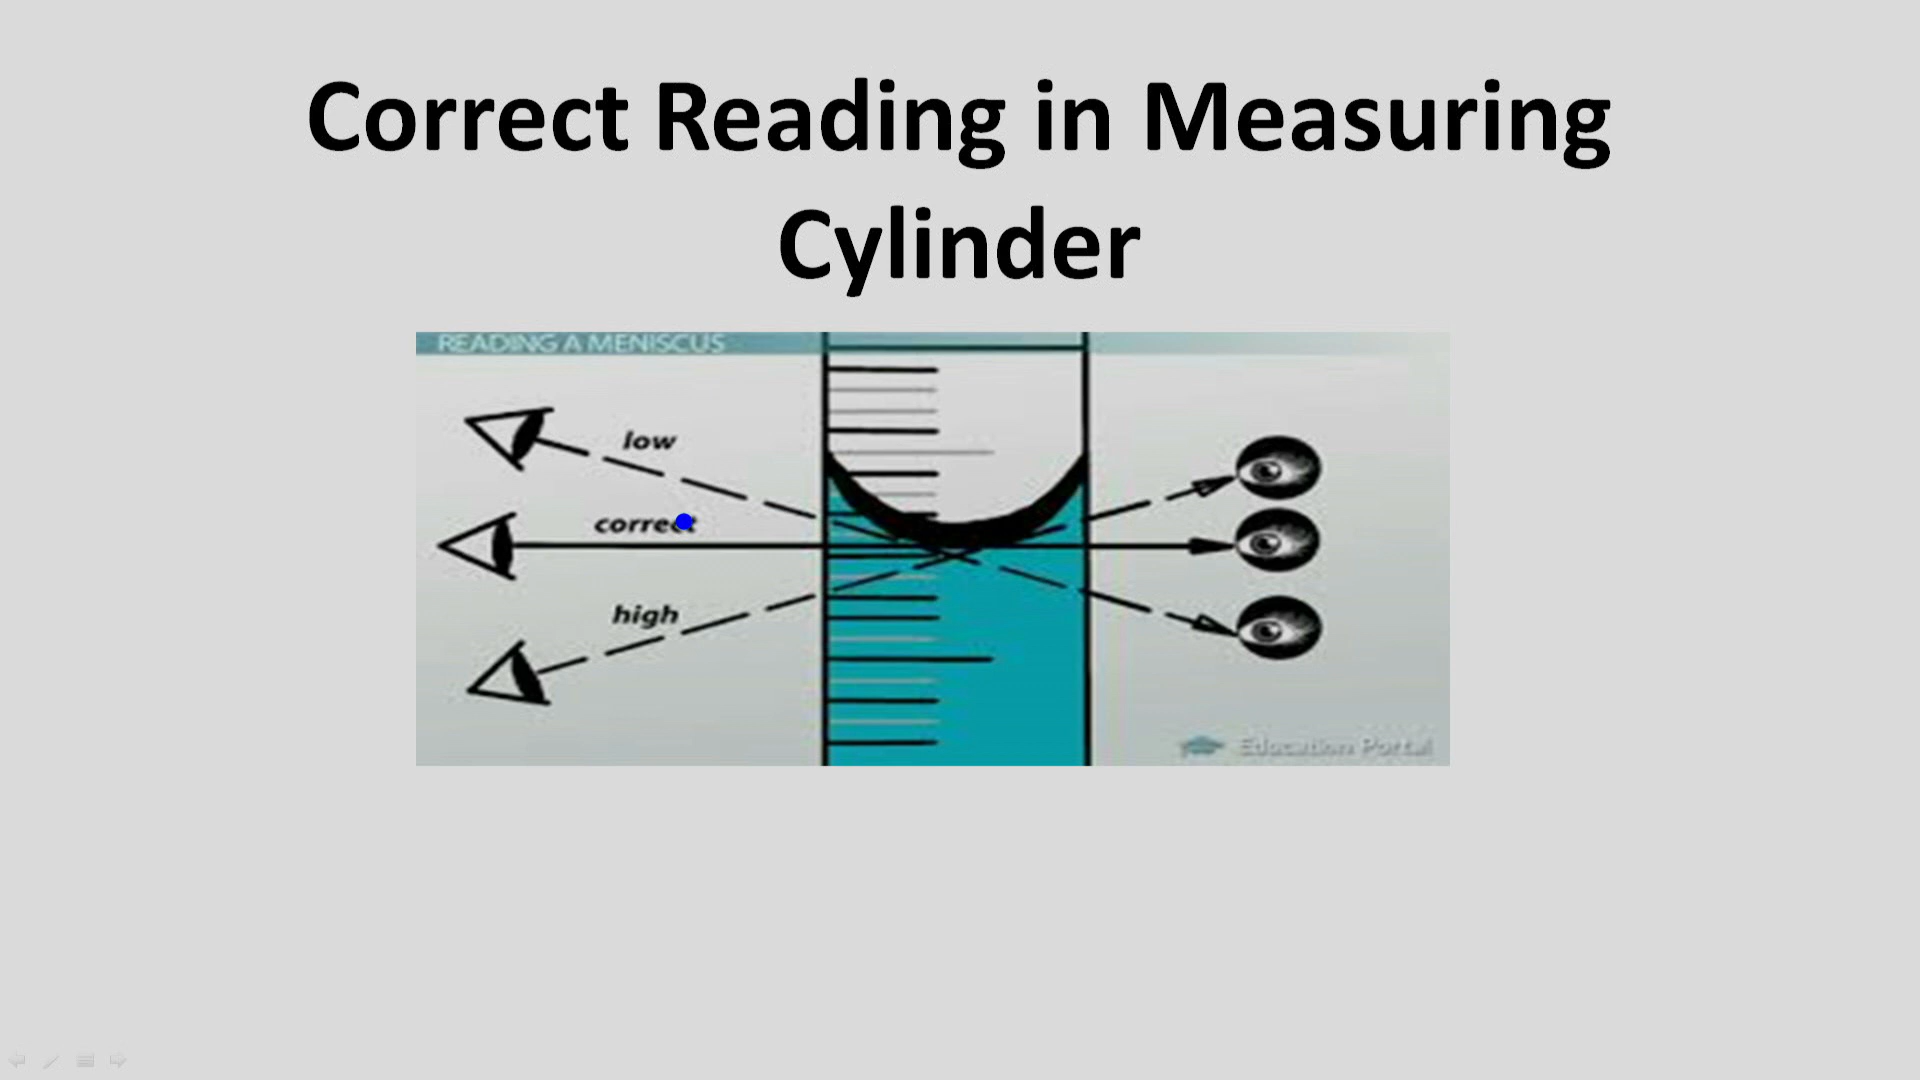 Correct Reading in Measuring
Cylinder
READING A MENISCUS
low
correct
high
Education Portal